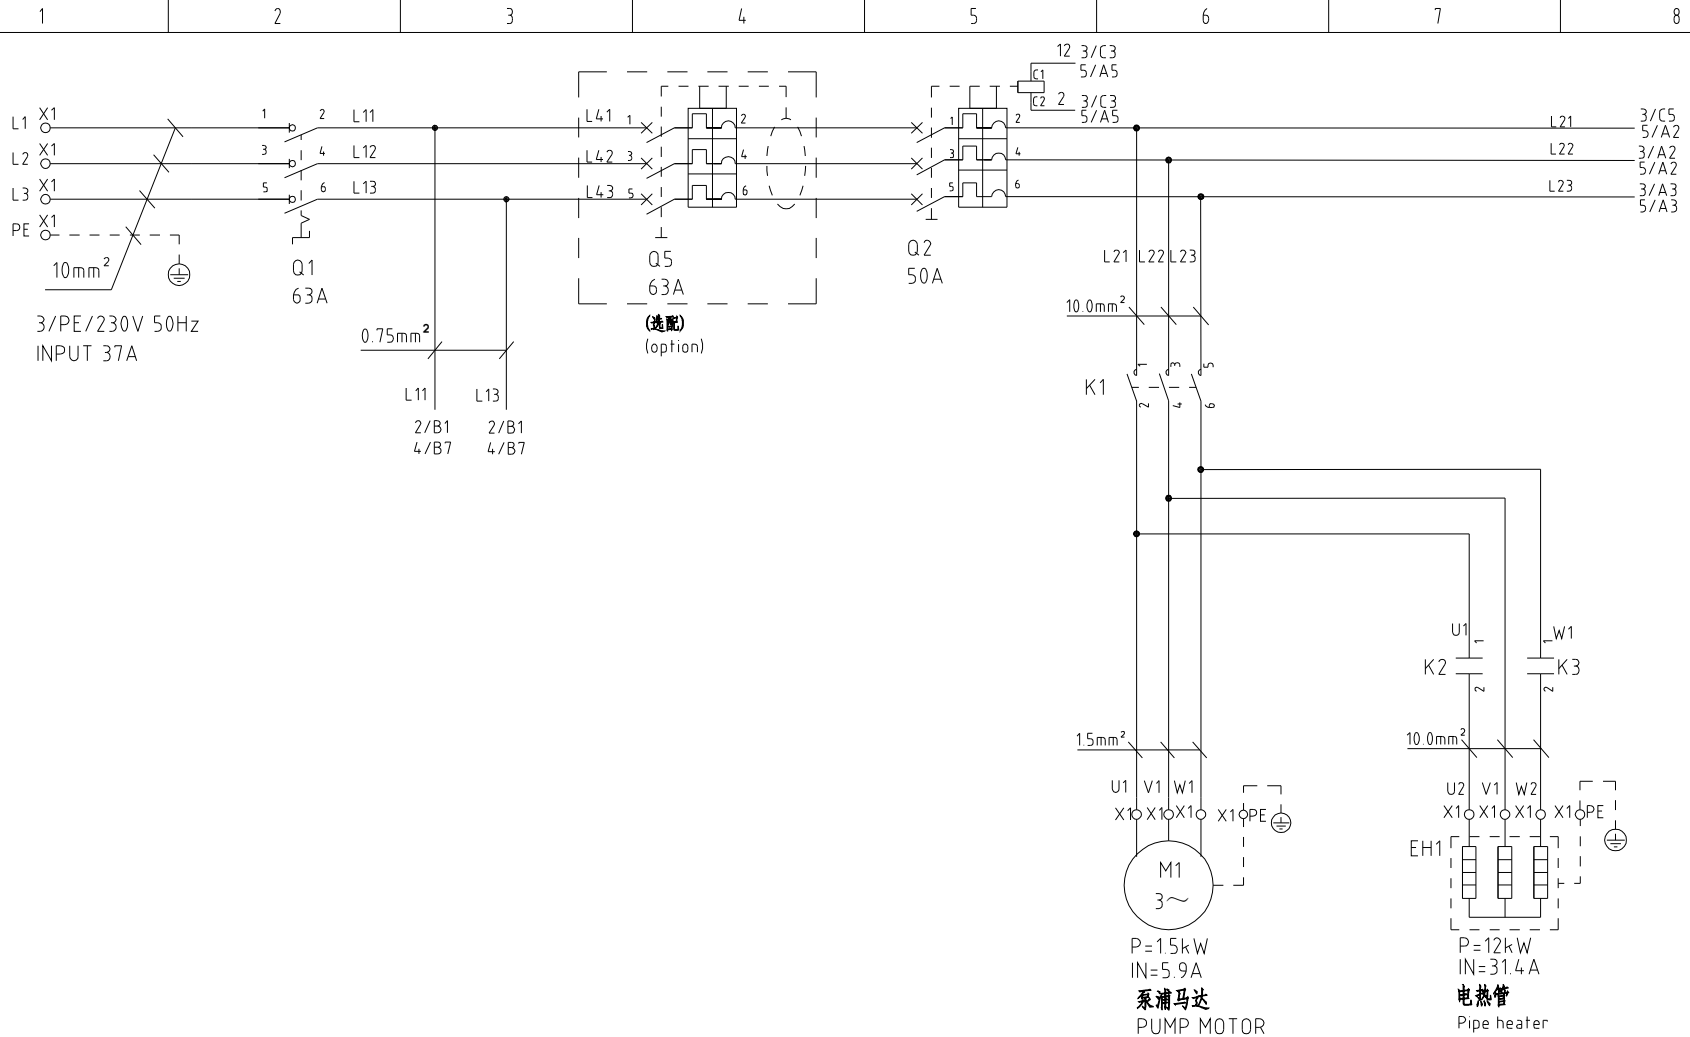 1 2 3 4 5 6 7 8
12 3/C3
5/A5
C1
C2 2 3/C3
5/A5
L1 X1 1 2 L11 L41 1 2 1 2 L21 3/C5
5/A2
L2 X1 3 4 L12 L42 3 4 3 4 L22 3/A2
5/A2
L3 X1 5 6 L13 L43 5 6 5 6 L23 3/A3
5/A3
PE X1
10mm²
Q1
63A
Q5
63A
Q2
50A
L21 L22 L23
3/PE/230V 50Hz
INPUT 37A
0.75mm²
(选配)
(option)
10.0mm²
L11 L13
2/B1 2/B1
4/B7 4/B7
K1 1 3 5
2 4 6
U1 1 1 W1
K2 K3
2 2
1.5mm² 10.0mm²
U1 V1 W1 U2 V1 W2
X1 X1 X1 X1 PE X1 X1 X1 X1 PE
EH1
M1
3~
P=1.5kW P=12kW
IN=5.9A IN=31.4A
泵浦马达 电热管
PUMP MOTOR Pipe heater